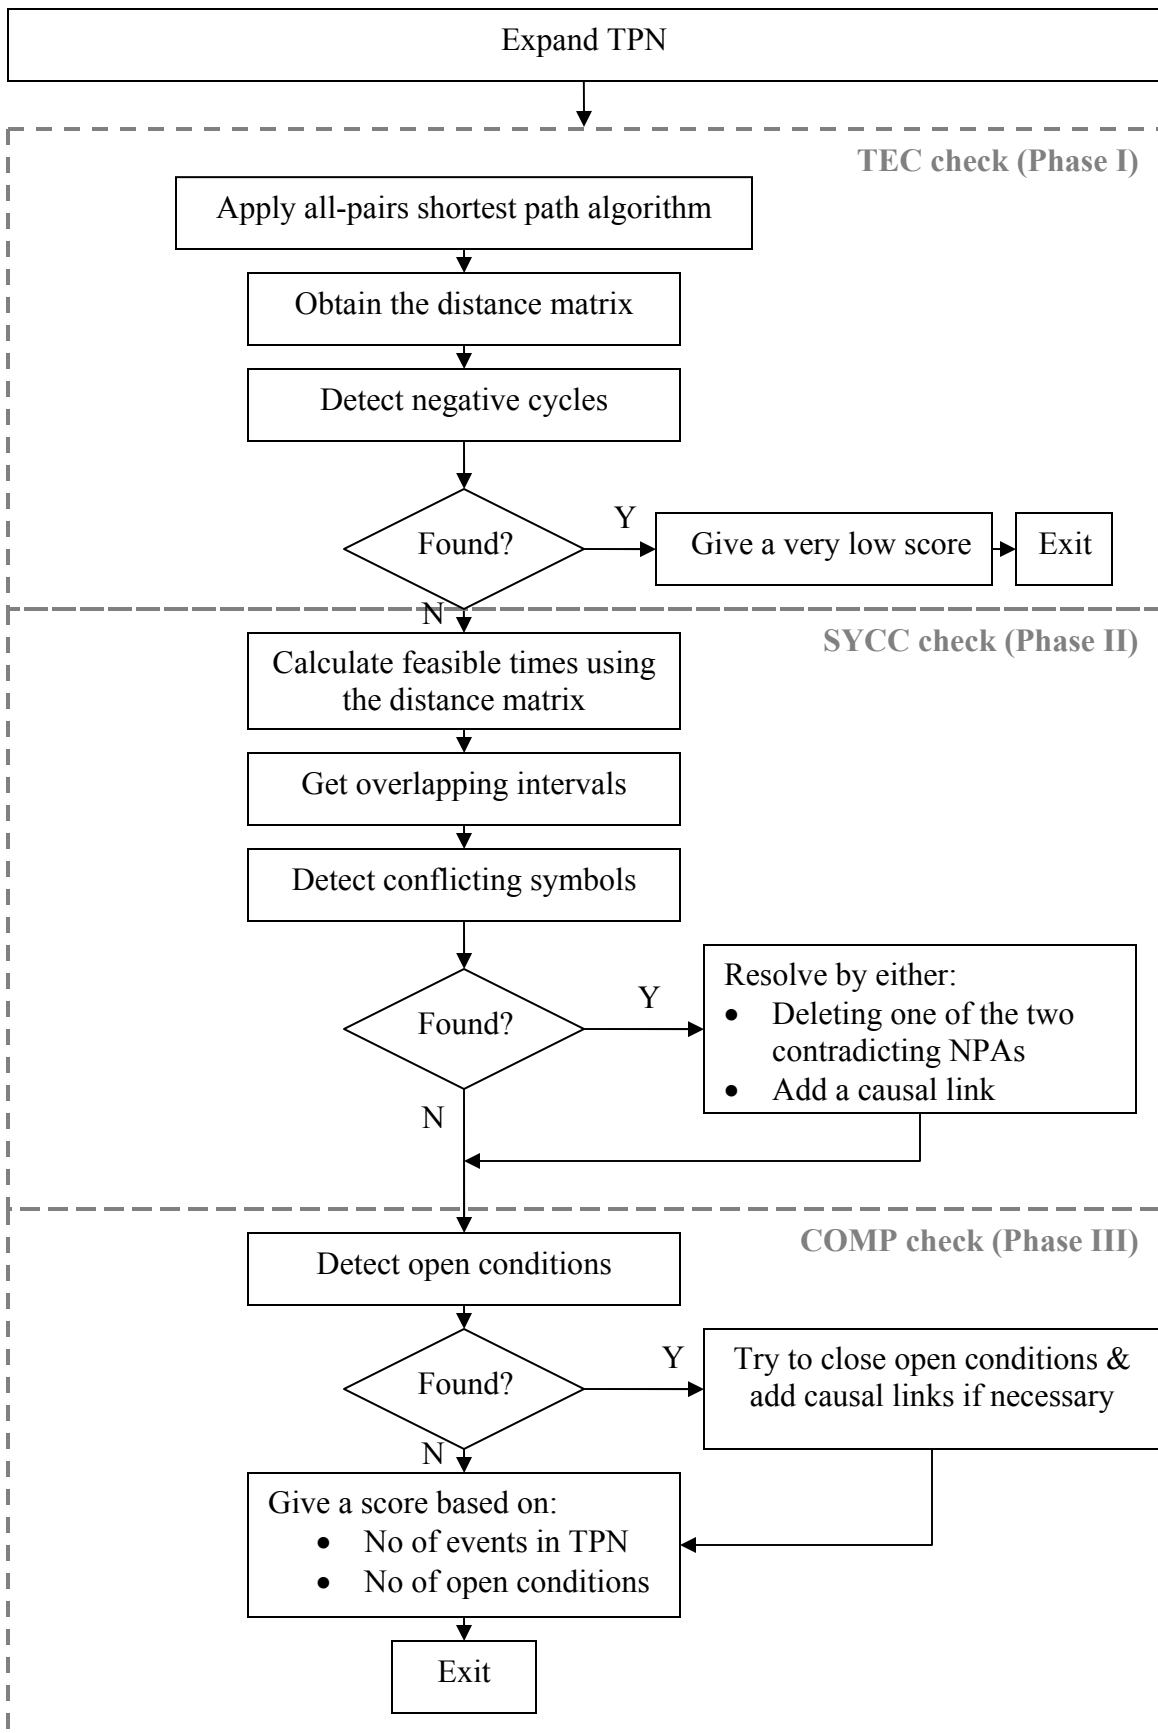 Expand TPN
TEC check (Phase I)
Apply all-pairs shortest path algorithm
Obtain the distance matrix
Detect negative cycles
Found?
Y
Give a very low score
Exit
N
SYCC check (Phase II)
Calculate feasible times using
the distance matrix
Get overlapping intervals
Detect conflicting symbols
Found?
Y
Resolve by either:
• Deleting one of the two
contradicting NPAs
• Add a causal link
N
COMP check (Phase III)
Detect open conditions
Found?
Y
Try to close open conditions &
add causal links if necessary
N
Give a score based on:
• No of events in TPN
• No of open conditions
Exit